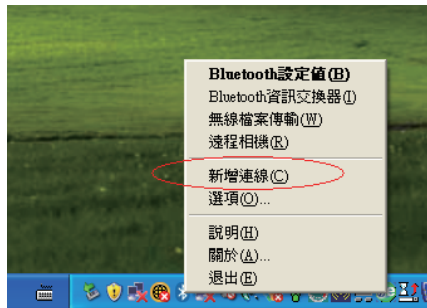 Bluetooth設定値(B)
Bluetooth資訊交換器(I)
無線檔案傳輸(W)
遠程相機(R)
新增連線(C)
選項(O)...
說明(H)
關於(A)...
退出(E)